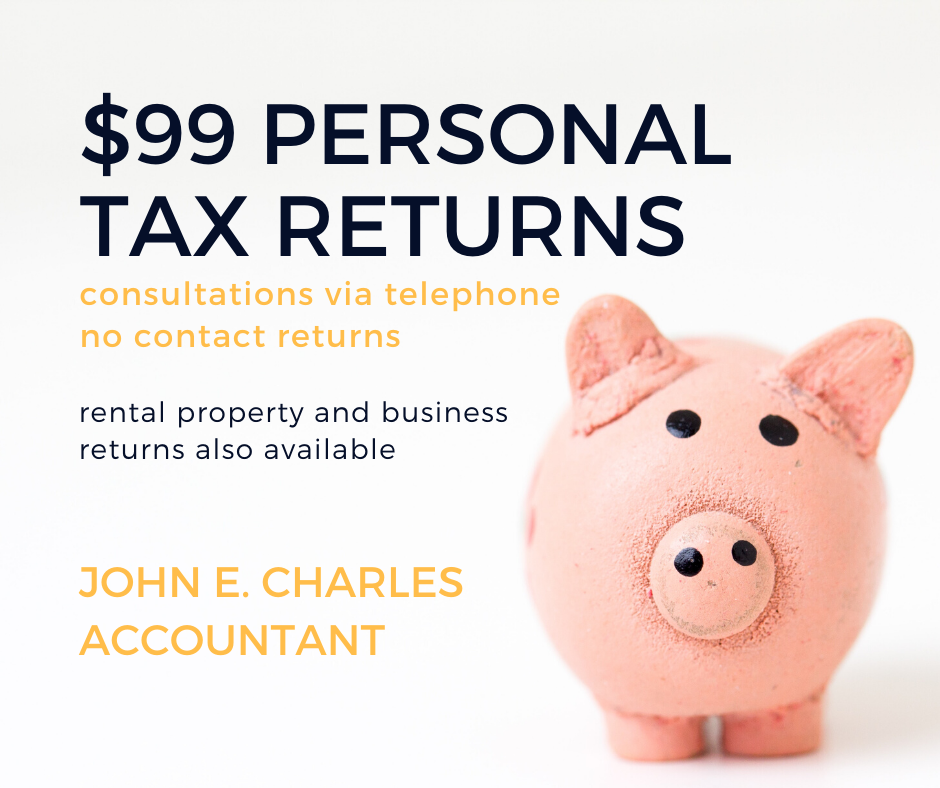 $99 PERSONAL
TAX RETURNS
consultations via telephone
no contact returns
rental property and business
returns also available
JOHN E. CHARLES
ACCOUNTANT